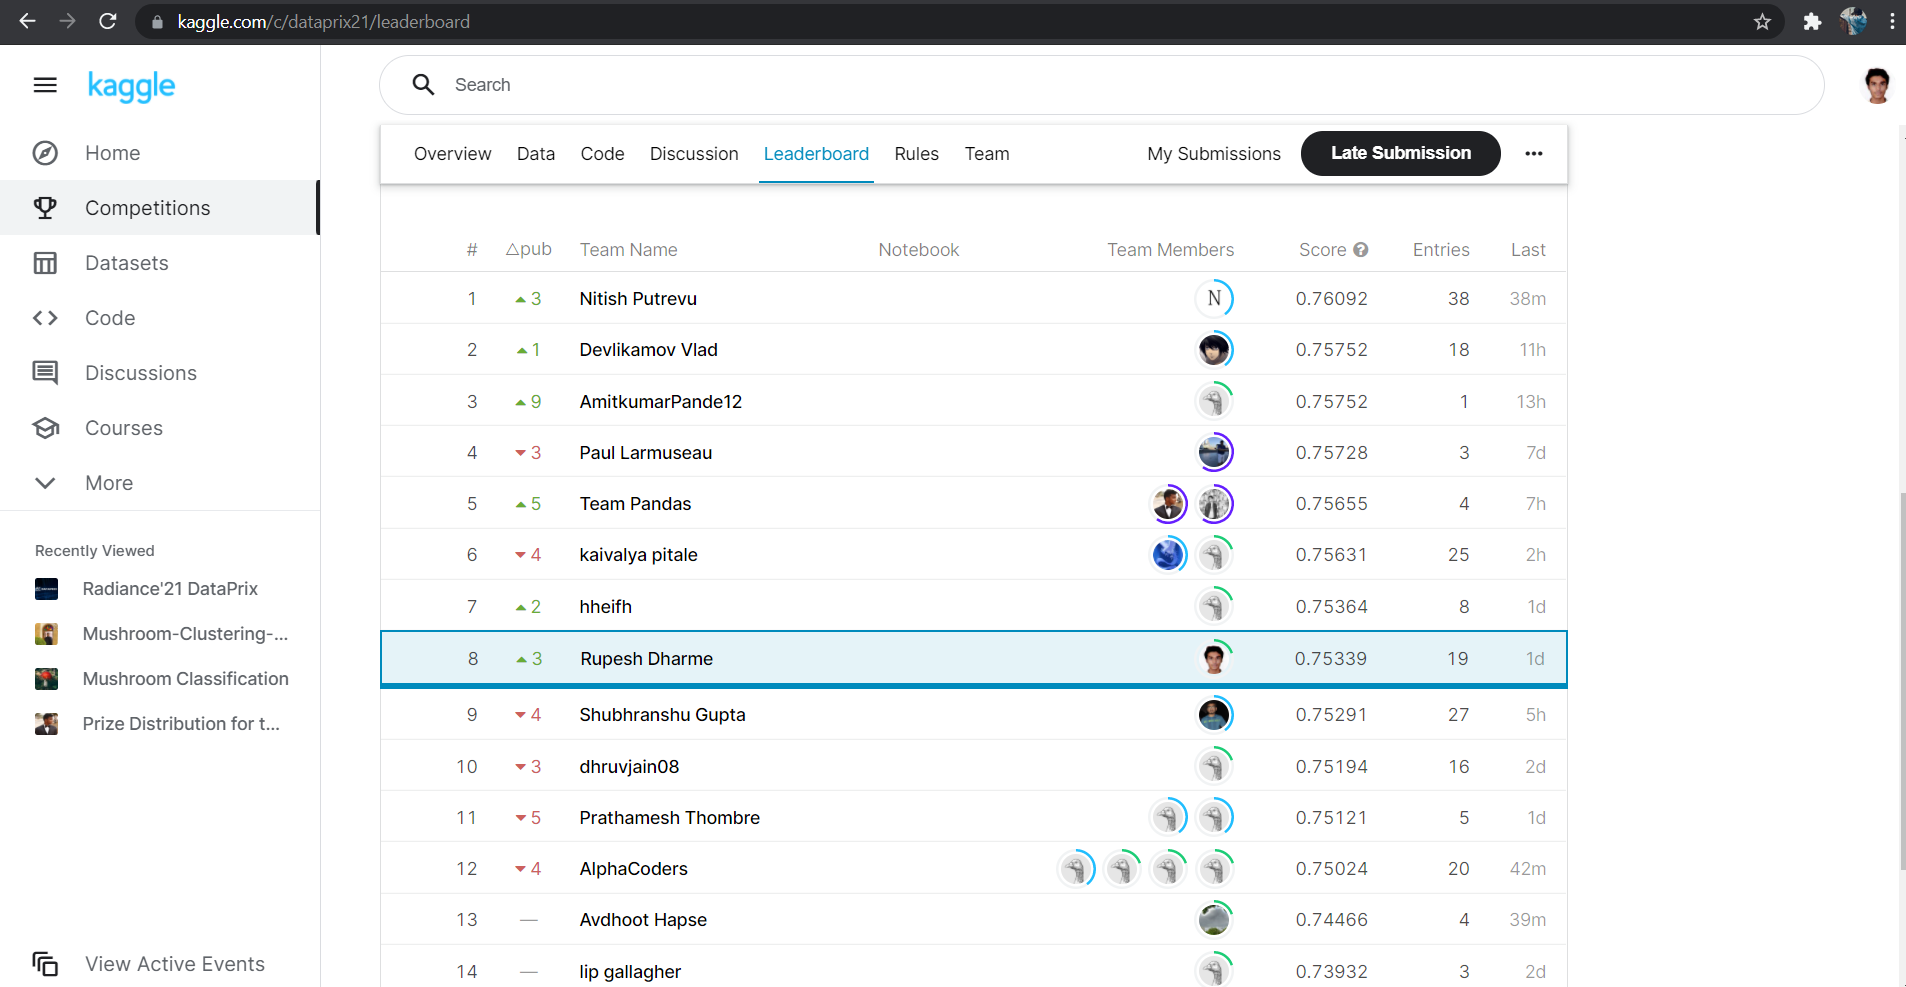 kaggle.com/c/dataprix21/leaderboard
kaggle
Search
Home
Competitions
Datasets
Code
Discussions
Courses
More
Recently Viewed
Radiance'21 DataPrix
Mushroom-Clustering-...
Mushroom Classification
Prize Distribution for t...
View Active Events
Overview Data Code Discussion Leaderboard Rules Team My Submissions Late Submission
# △pub Team Name Notebook Team Members Score ? Entries Last
1 ▲ 3 Nitish Putrevu N 0.76092 38 38m
2 ▲ 1 Devlikamov Vlad 0.75752 18 11h
3 ▲ 9 AmitkumarPande12 0.75752 1 13h
4 ▼ 3 Paul Larmuseau 0.75728 3 7d
5 ▲ 5 Team Pandas 0.75655 4 7h
6 ▼ 4 kaivalya pitale 0.75631 25 2h
7 ▲ 2 hheifh 0.75364 8 1d
8 ▲ 3 Rupesh Dharme 0.75339 19 1d
9 ▼ 4 Shubhranshu Gupta 0.75291 27 5h
10 ▼ 3 dhruvjain08 0.75194 16 2d
11 ▼ 5 Prathamesh Thombre 0.75121 5 1d
12 ▼ 4 AlphaCoders 0.75024 20 42m
13 — Avdhoot Hapse 0.74466 4 39m
14 — lip gallagher 0.73932 3 2d